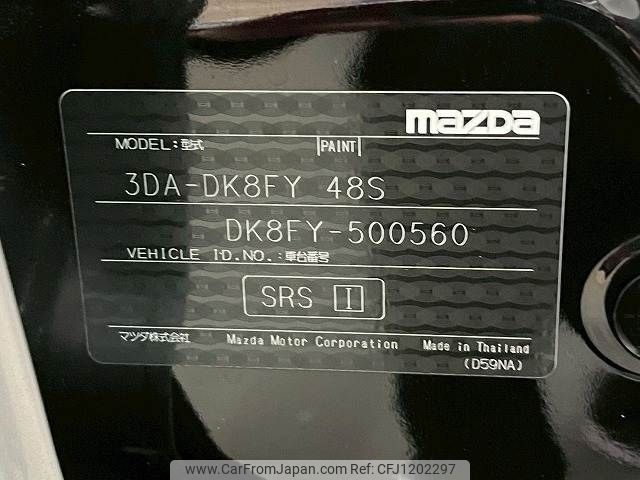 mazda
MODEL:型式 PAINT
3DA-DK8FY 48S
DK8FY-500560
VEHICLE I.D.NO.:車台番号
SRS I
マツダ株式会社 Mazda Motor Corporation Made in Thailand
(D59NA)
www.CarFromJapan.com | Ref. CFJ1202297